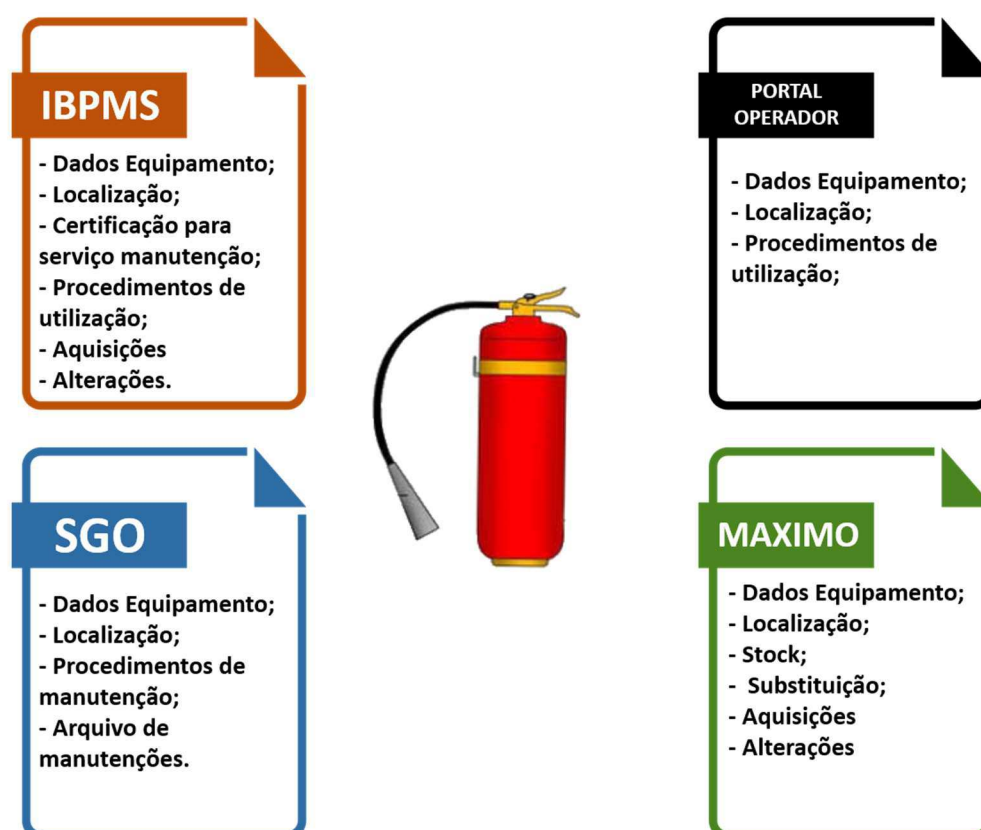 IBPMS
- Dados Equipamento;
- Localização;
- Certificação para
serviço manutenção;
- Procedimentos de
utilização;
- Aquisições
- Alterações.
PORTAL
OPERADOR
- Dados Equipamento;
- Localização;
- Procedimentos de
utilização;
SGO
- Dados Equipamento;
- Localização;
- Procedimentos de
manutenção;
- Arquivo de
manutenções.
MAXIMO
- Dados Equipamento;
- Localização;
- Stock;
- Substituição;
- Aquisições
- Alterações